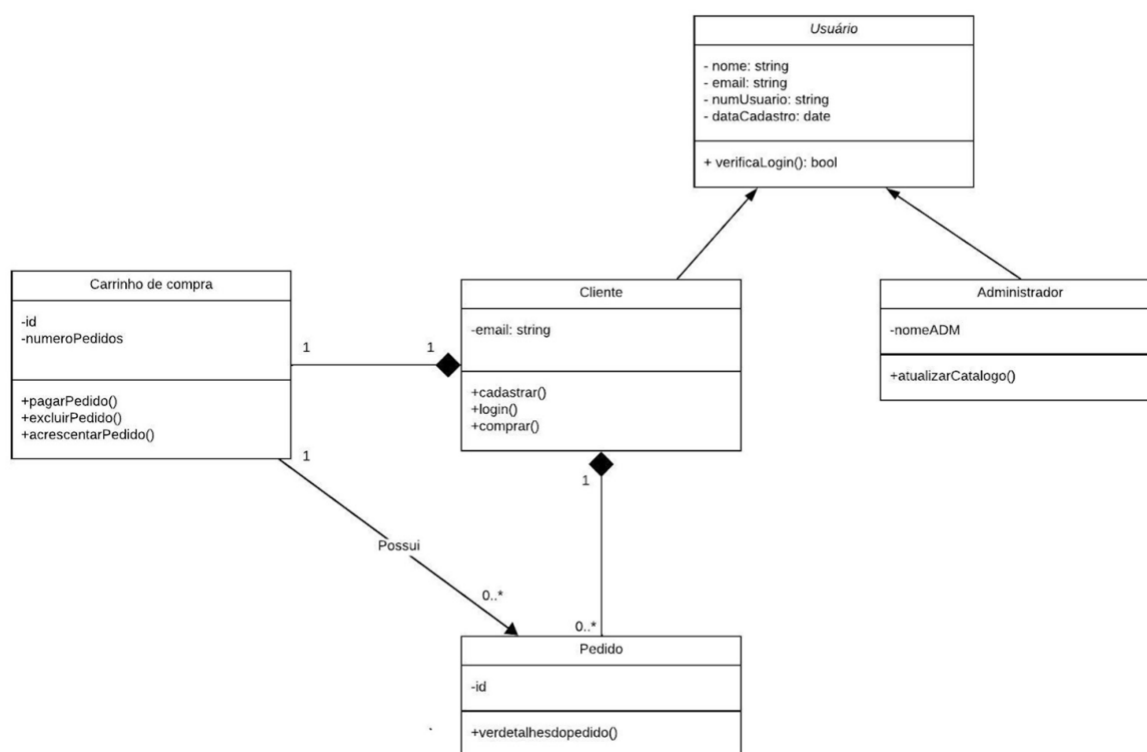 Usuário
- nome: string
- email: string
- numUsuario: string
- dataCadastro: date
+ verificaLogin(): bool
Carrinho de compra
-id
-numeroPedidos
+pagarPedido()
+excluirPedido()
+acrescentarPedido()
1
1
Cliente
-email: string
+cadastrar()
+login()
+comprar()
Administrador
-nomeADM
+atualizarCatalogo()
1
1
Possui
0..*
0..*
Pedido
-id
+verdetalhesdopedido()